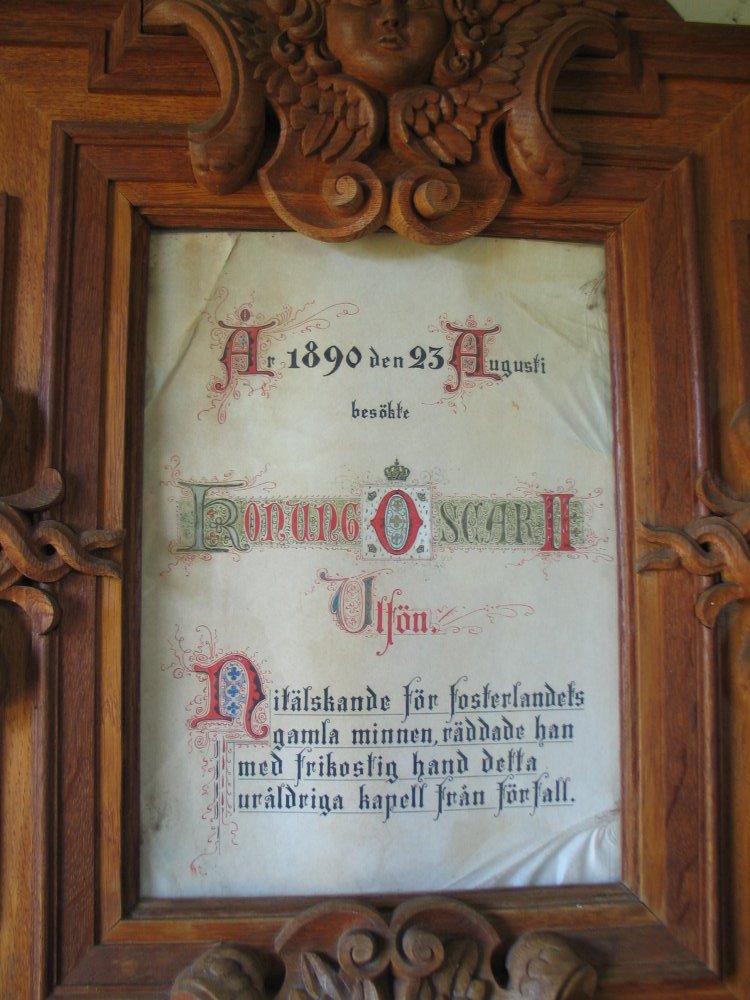 År 1890 den 23 Augusti
besökte
Konung Oscar II
Ulfön.
Nitälskande för fosterlandets
gamla minnen, räddade han
med frikostig hand detta
uråldriga kapell från förfall.